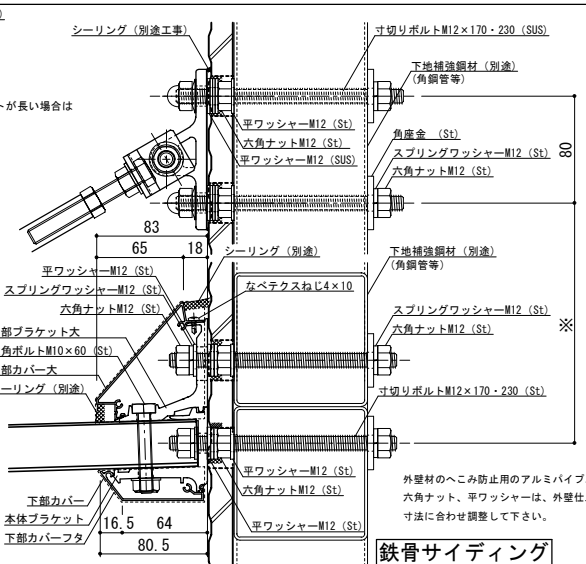 シーリング（別途工事）
寸切りボルトM12×170・230（SUS）
下地補強鋼材（別途）
（角鋼管等）
トが長い場合は
平ワッシャーM12（St）
六角ナットM12（St）
平ワッシャーM12（SUS）
角座金（St）
スプリングワッシャーM12（St）
六角ナットM12（St）
80
83
65
18
シーリング（別途）
下地補強鋼材（別途）
（角鋼管等）
平ワッシャーM12（St）
スプリングワッシャーM12（St）
六角ナットM12（St）
なべテクスねじ4×10
スプリングワッシャーM12（St）
六角ナットM12（St）
※
部ブラケット大
角ボルトM10×60（St）
部カバー大
ーリング（別途）
寸切りボルトM12×170・230（St）
平ワッシャーM12（St）
六角ナットM12（St）
平ワッシャーM12（St）
下部カバー
本体ブラケット
下部カバーフタ
16.5
64
80.5
外壁材のへこみ防止用のアルミパイプ
六角ナット、平ワッシャーは、外壁仕
寸法に合わせ調整して下さい。
鉄骨サイディング